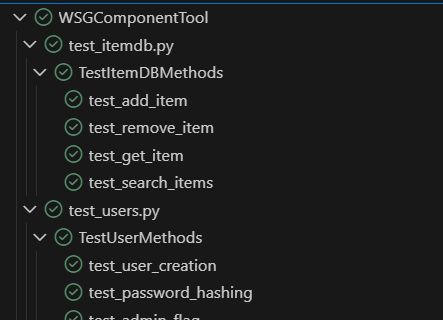 WSGComponentTool
test_itemdb.py
TestItemDBMethods
test_add_item
test_remove_item
test_get_item
test_search_items
test_users.py
TestUserMethods
test_user_creation
test_password_hashing
test_admin_flag